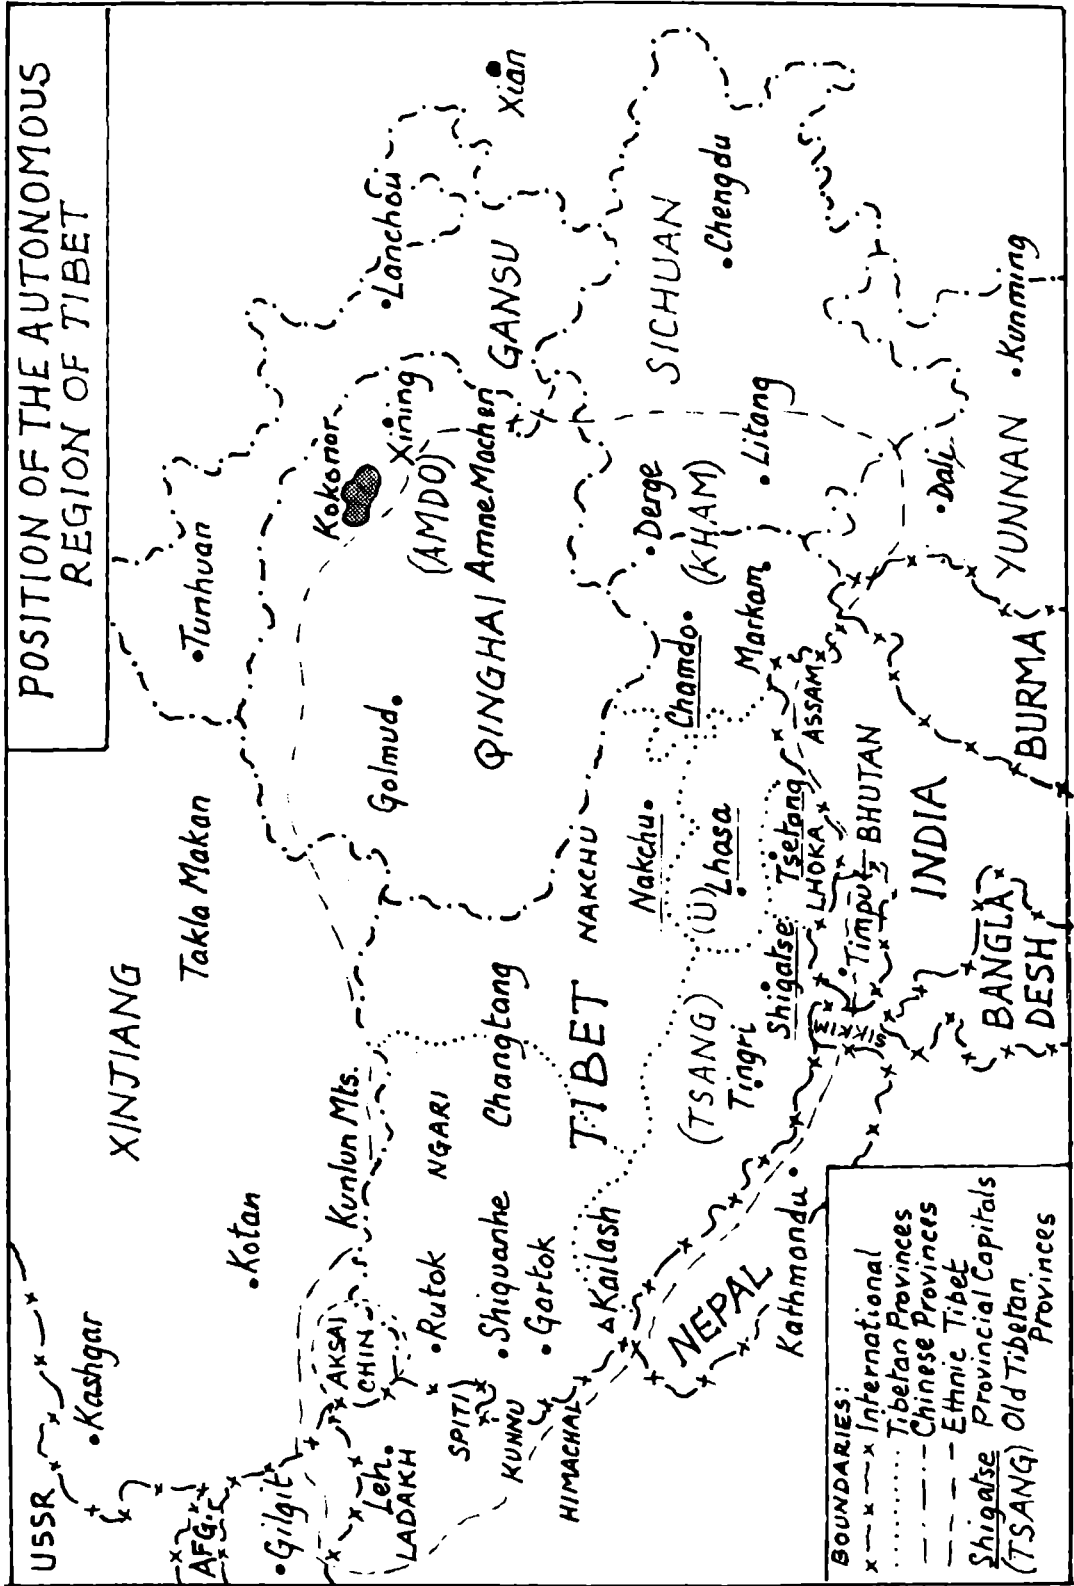 POSITION OF THE AUTONOMOUS
REGION OF TIBET
USSR
Kashgar
AFG.
Gilgit
Kotan
XINJIANG
Takla Makan
Tunhuan
Lanchou
Xian
Kokonor
Xining
(AMDO)
Amne Machen
GANSU
Golmud
QINGHAI
Kunlun Mts.
AKSAI
(CHIN)
Leh
LADAKH
Rutok
NGARI
Changtang
Shiquanhe
Gartok
SPITI
KUNNU
HIMACHAL
Kailash
TIBET
NAKCHU
Nakchu
(Ü)
Lhasa
Chamdo
Derge
(KHAM)
Markam
Litang
SICHUAN
Chengdu
(TSANG)
Tingri
Shigatse
Tsetang
LHOKA
ASSAM
NEPAL
Kathmandu
SIKKIM
Timpu
BHUTAN
INDIA
BANGLA
DESH
BURMA
YUNNAN
Dali
Kunming
BOUNDARIES:
International
Tibetan Provinces
Chinese Provinces
Ethnic Tibet
Shigatse Provincial Capitals
(TSANG) Old Tibetan
Provinces